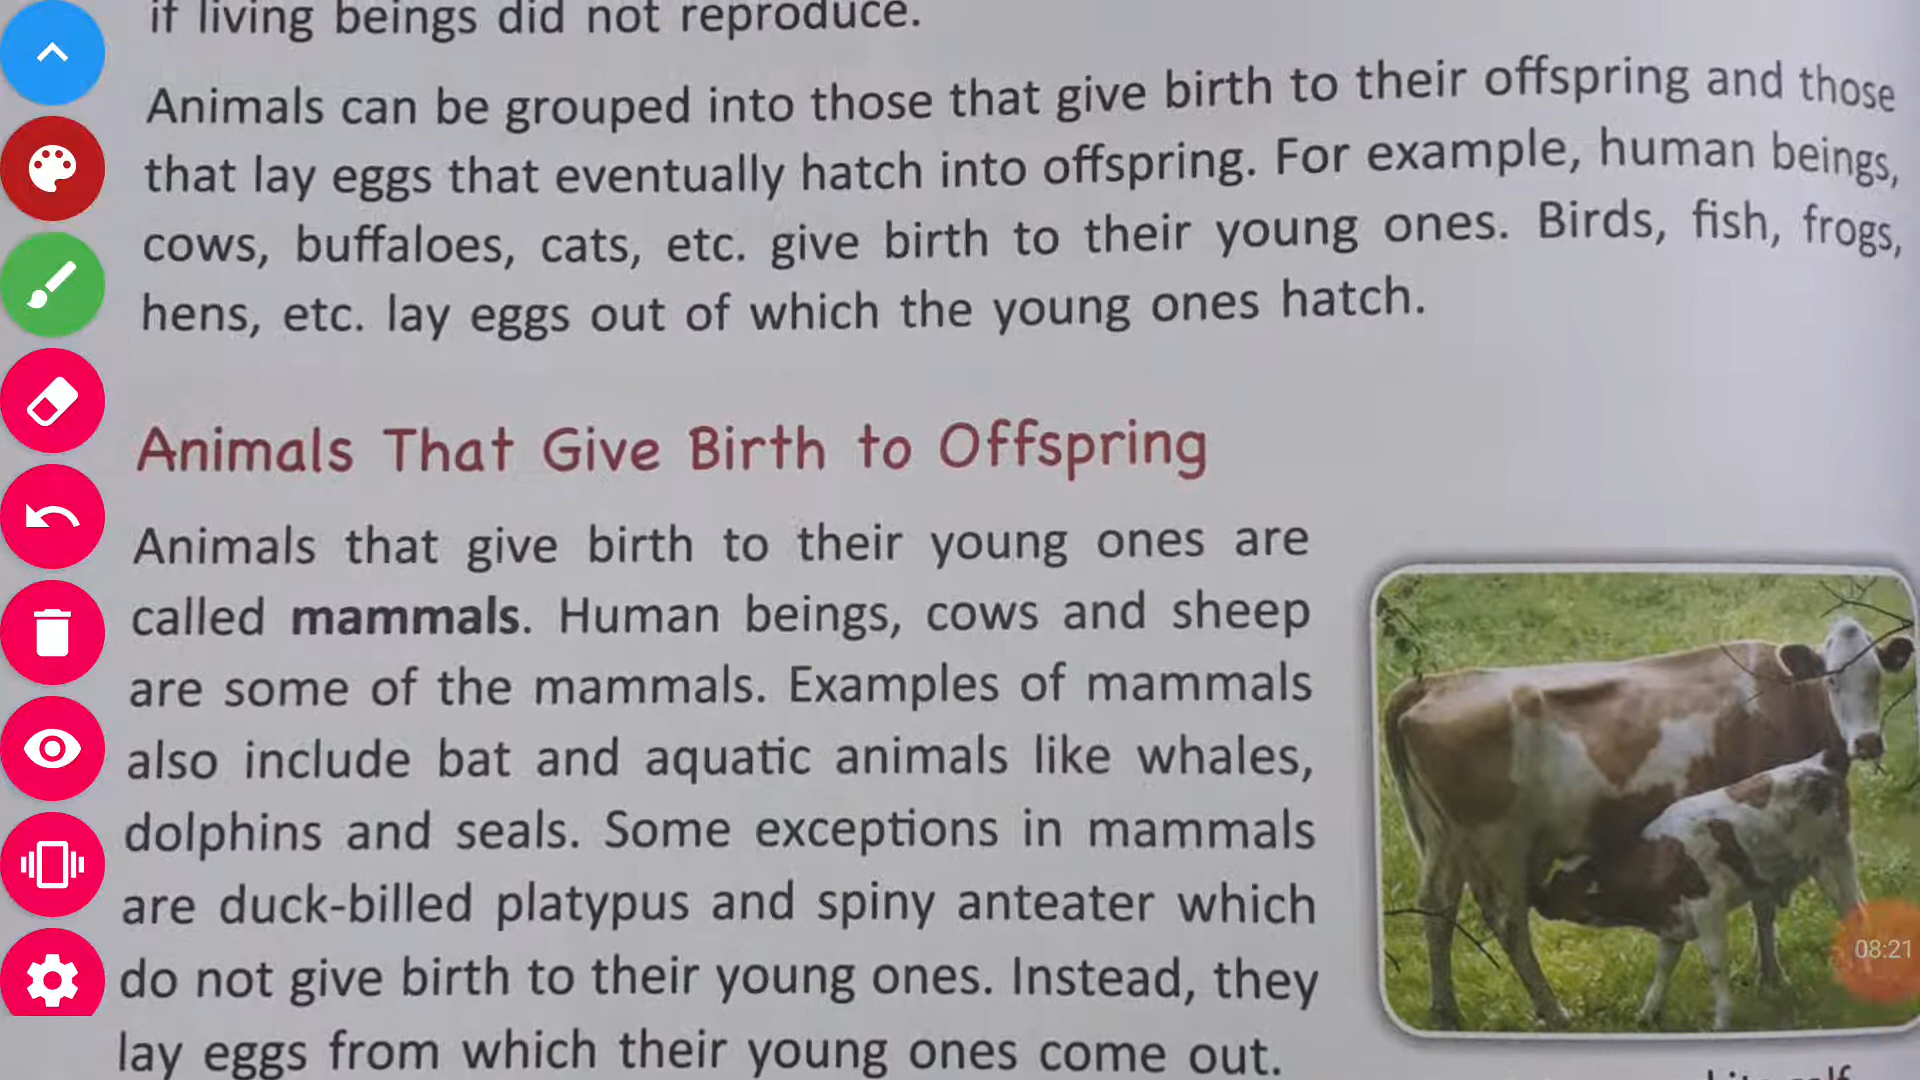 if living beings did not reproduce.
Animals can be grouped into those that give birth to their offspring and those
that lay eggs that eventually hatch into offspring. For example, human beings,
cows, buffaloes, cats, etc. give birth to their young ones. Birds, fish, frogs,
hens, etc. lay eggs out of which the young ones hatch.
Animals That Give Birth to Offspring
Animals that give birth to their young ones are
called mammals. Human beings, cows and sheep
are some of the mammals. Examples of mammals
also include bat and aquatic animals like whales,
dolphins and seals. Some exceptions in mammals
are duck-billed platypus and spiny anteater which
do not give birth to their young ones. Instead, they
lay eggs from which their young ones come out.
08:21